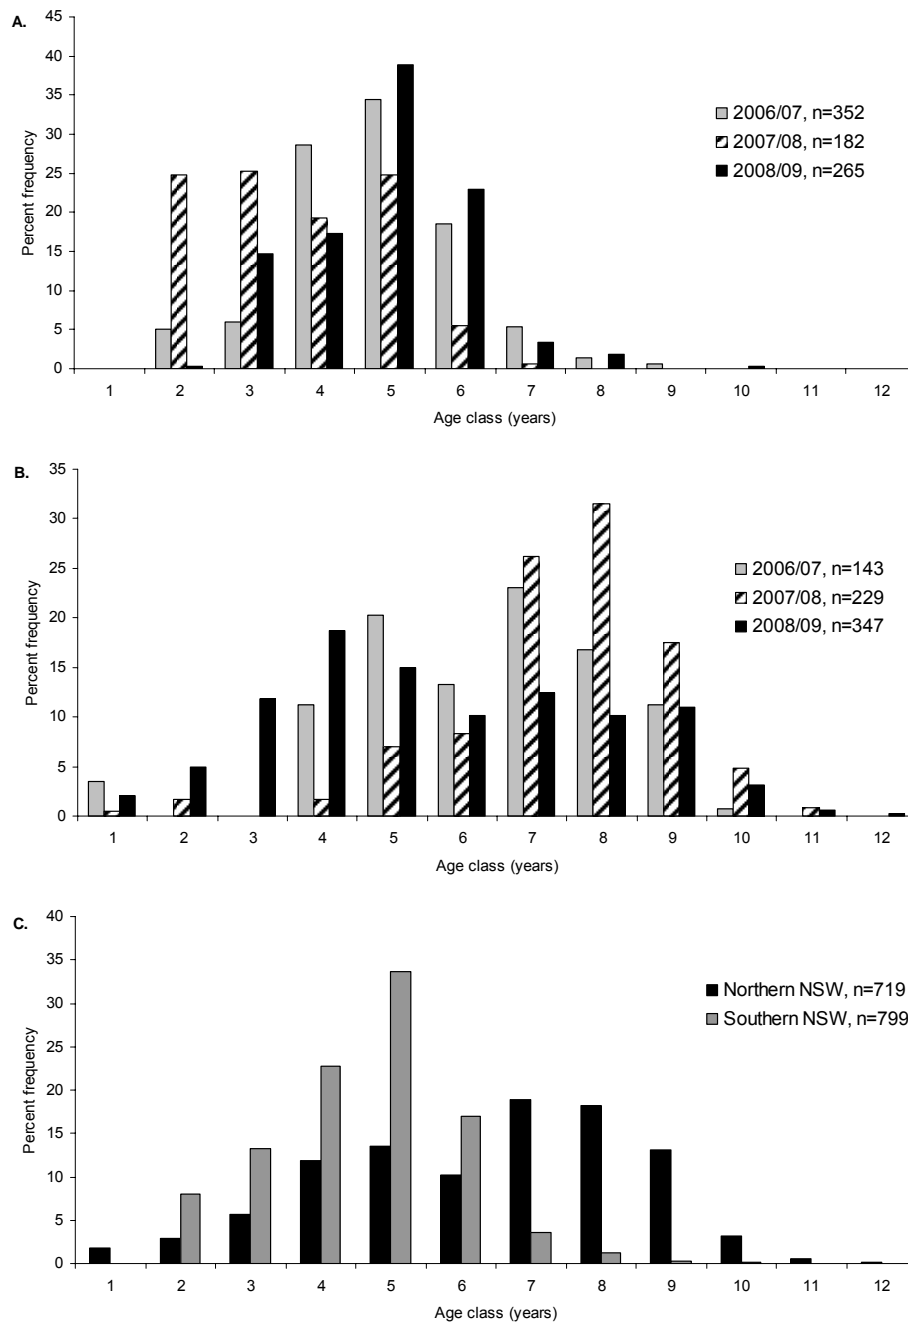 A.
45
40
35
30
25
20
15
10
5
0
Percent frequency
2006/07, n=352
2007/08, n=182
2008/09, n=265
1 2 3 4 5 6 7 8 9 10 11 12
Age class (years)
B.
35
30
25
20
15
10
5
0
Percent frequency
2006/07, n=143
2007/08, n=229
2008/09, n=347
1 2 3 4 5 6 7 8 9 10 11 12
Age class (years)
C.
40
35
30
25
20
15
10
5
0
Percent frequency
Northern NSW, n=719
Southern NSW, n=799
1 2 3 4 5 6 7 8 9 10 11 12
Age class (years)